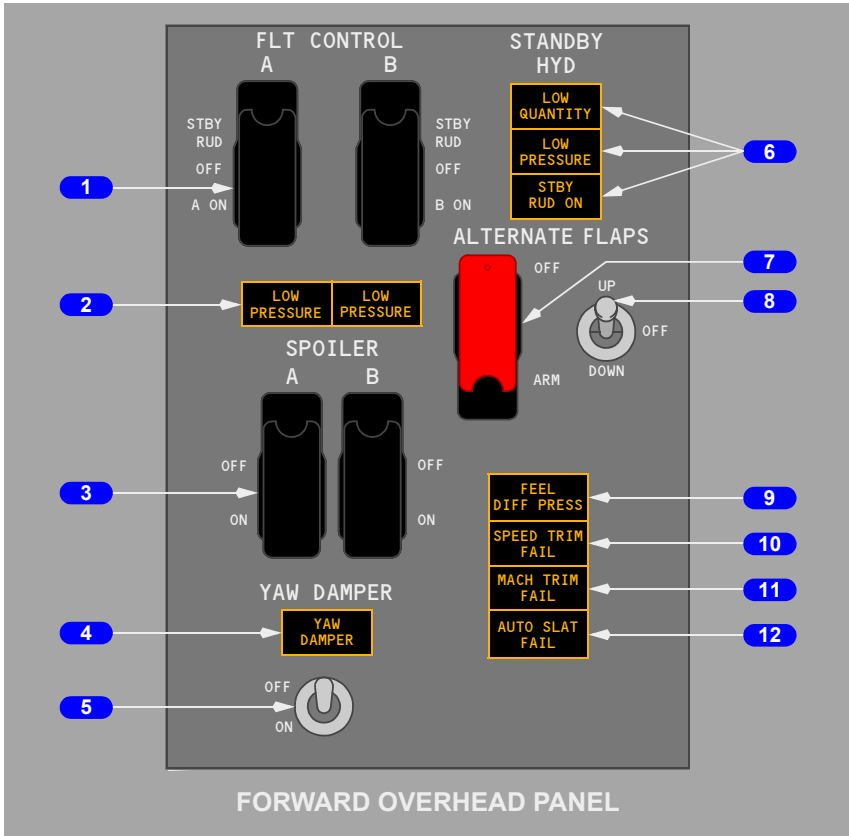 FLT CONTROL
A B
STANDBY
HYD
LOW
QUANTITY
LOW
PRESSURE
STBY
RUD ON
6
STBY
RUD
OFF
A ON
STBY
RUD
OFF
B ON
1
ALTERNATE FLAPS
OFF
ARM
7
UP
OFF
DOWN
8
2
LOW
PRESSURE
LOW
PRESSURE
SPOILER
A B
OFF
ON
OFF
ON
3
FEEL
DIFF PRESS
9
SPEED TRIM
FAIL
10
MACH TRIM
FAIL
11
AUTO SLAT
FAIL
12
YAW DAMPER
YAW
DAMPER
4
OFF
ON
5
FORWARD OVERHEAD PANEL